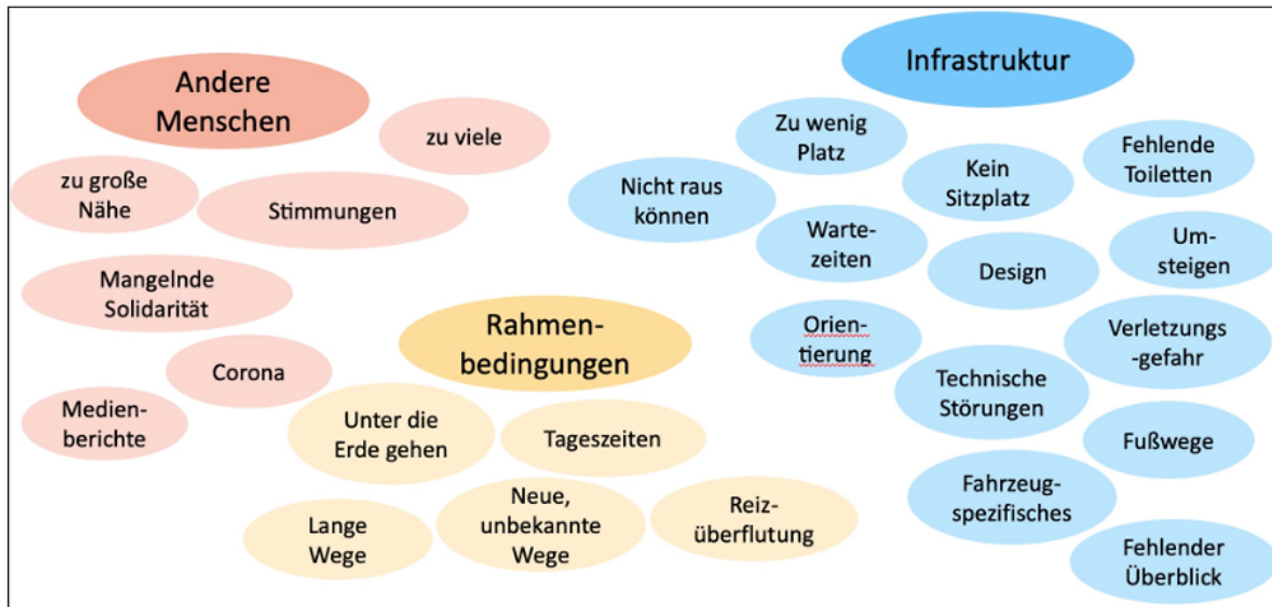 Andere
Menschen
zu viele
zu große
Nähe
Stimmungen
Mangelnde
Solidarität
Corona
Medien-
berichte
Rahmen-
bedingungen
Unter die
Erde gehen
Tageszeiten
Lange
Wege
Neue,
unbekannte
Wege
Reiz-
überflutung
Infrastruktur
Zu wenig
Platz
Kein
Sitzplatz
Fehlende
Toiletten
Nicht raus
können
Warte-
zeiten
Design
Um-
steigen
Orien-
tierung
Verletzungs
-gefahr
Technische
Störungen
Fußwege
Fahrzeug-
spezifisches
Fehlender
Überblick